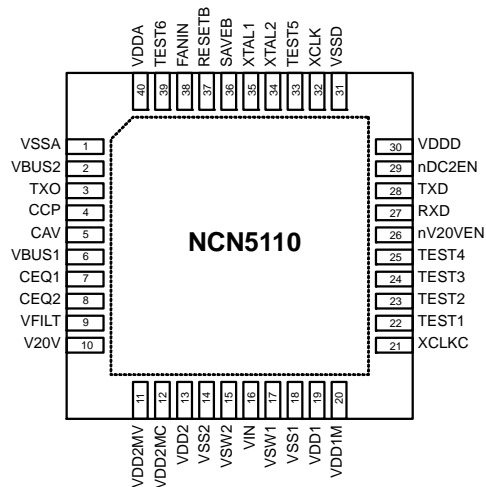 VDDA
TEST6
FANIN
RESETB
SAVEB
XTAL1
XTAL2
TEST5
XCLK
VSSD
40
39
38
37
36
35
34
33
32
31
VSSA 1
VBUS2 2
TXO 3
CCP 4
CAV 5
VBUS1 6
CEQ1 7
CEQ2 8
VFILT 9
V20V 10
NCN5110
30 VDDD
29 nDC2EN
28 TXD
27 RXD
26 nV20VEN
25 TEST4
24 TEST3
23 TEST2
22 TEST1
21 XCLKC
11
12
13
14
15
16
17
18
19
20
VDD2MV
VDD2MC
VDD2
VSS2
VSW2
VIN
VSW1
VSS1
VDD1
VDD1M